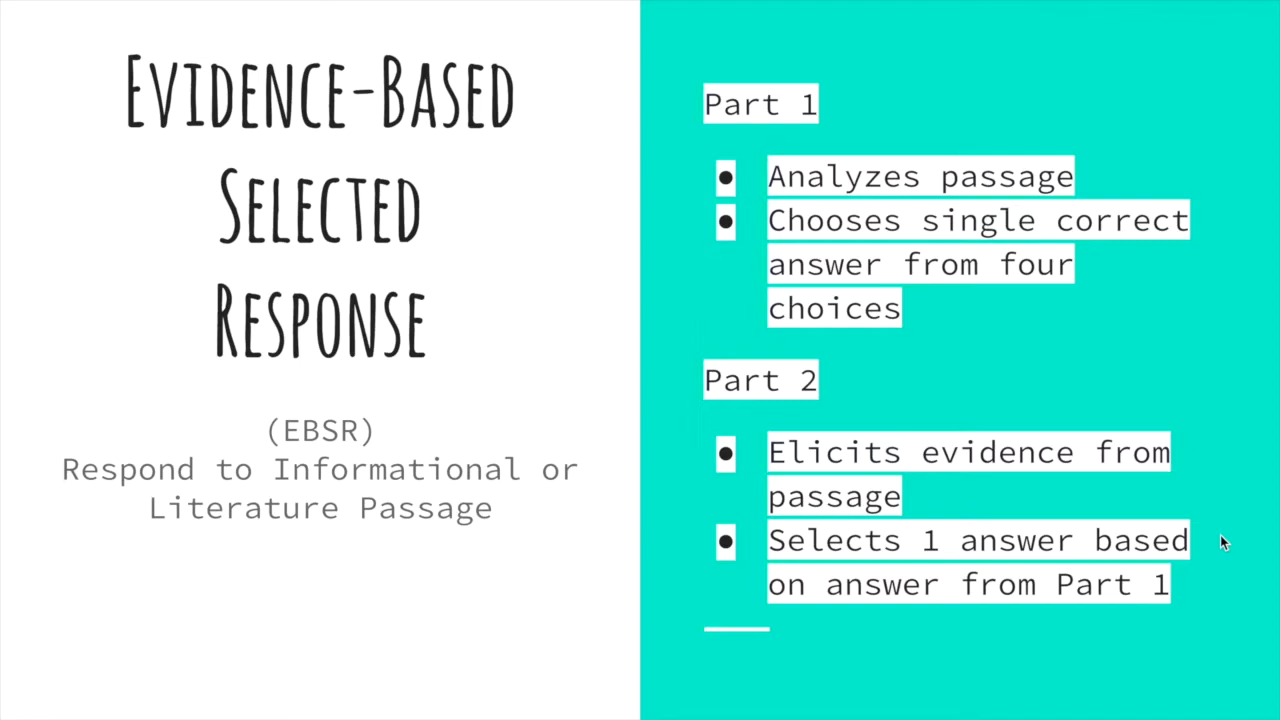 Evidence-Based
Selected
Response
(EBSR)
Respond to Informational or
Literature Passage
Part 1
● Analyzes passage
● Chooses single correct
answer from four
choices
Part 2
● Elicits evidence from
passage
● Selects 1 answer based
on answer from Part 1